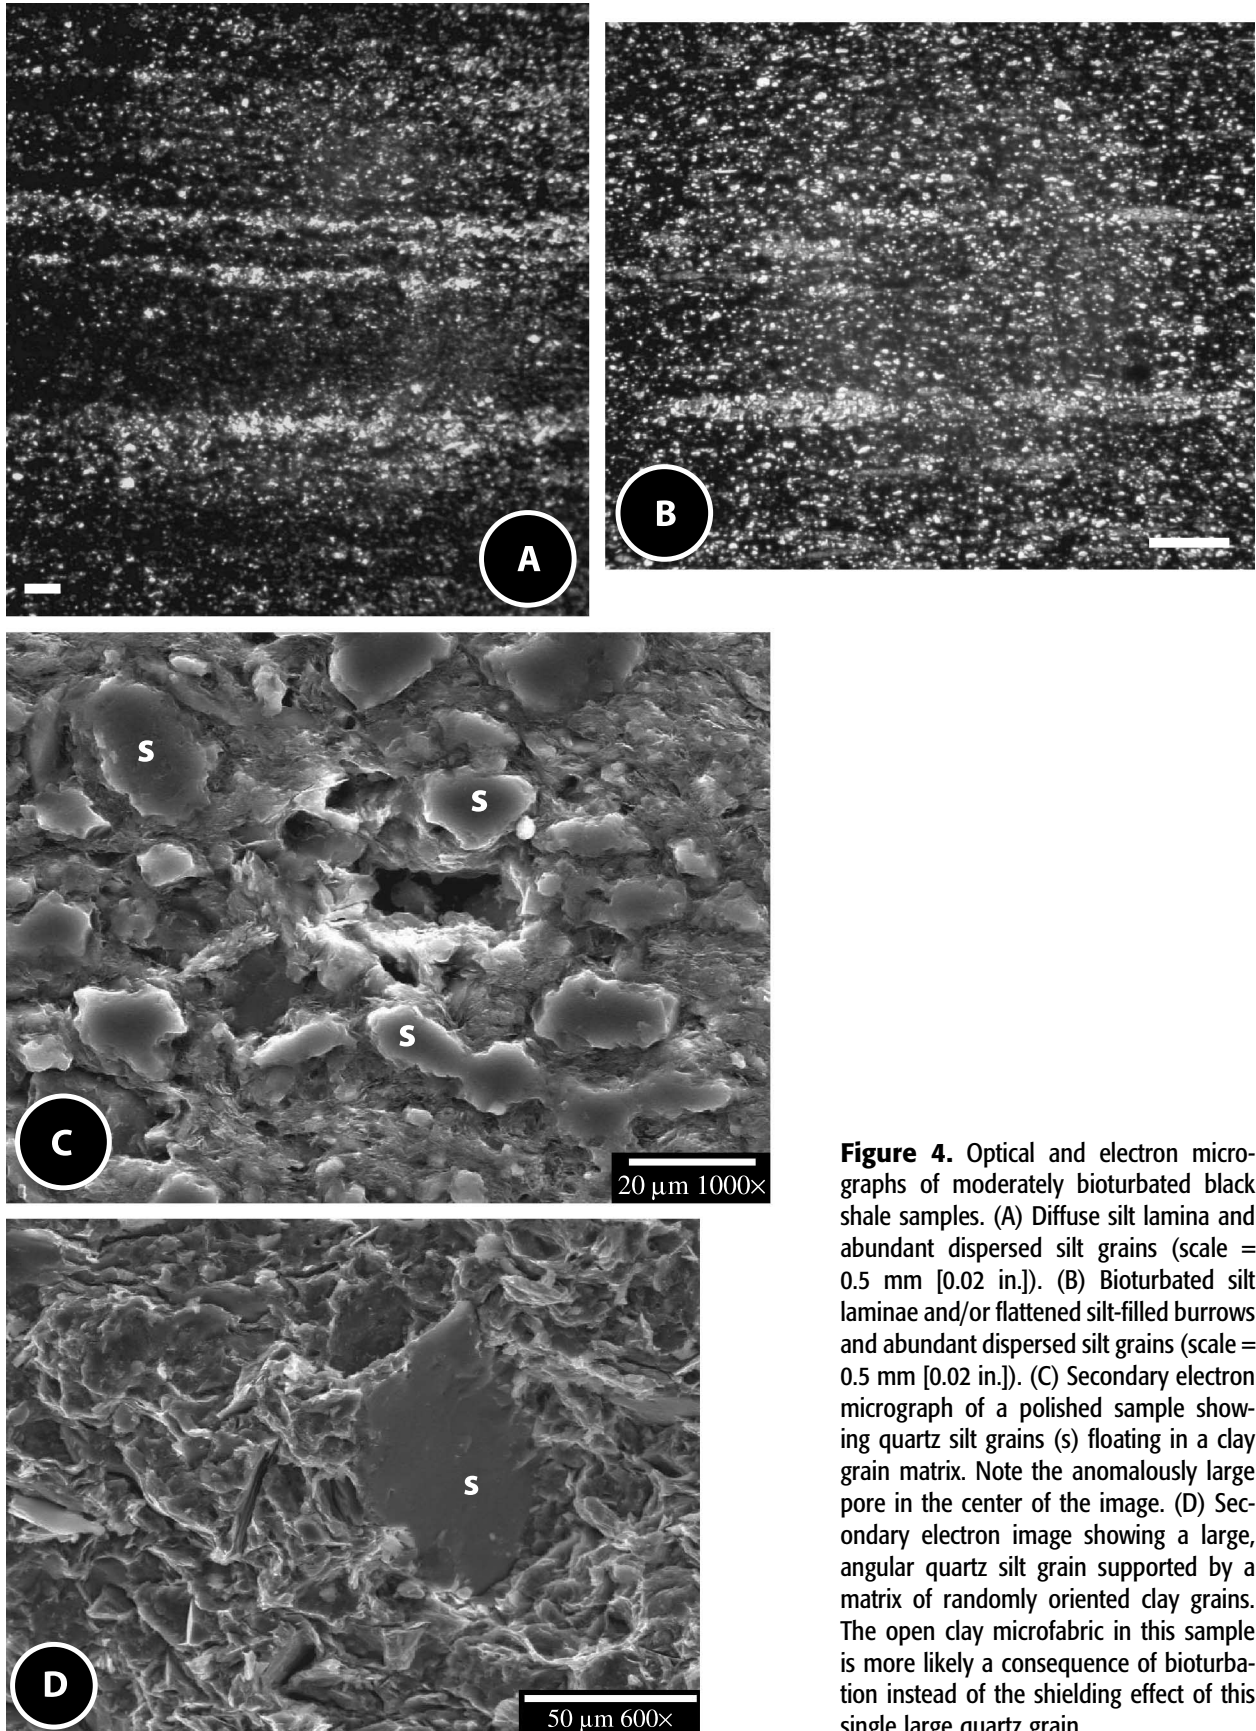 A
B
S
S
S
C
20 µm 1000×
S
D
50 µm 600×
Figure 4. Optical and electron micro-
graphs of moderately bioturbated black
shale samples. (A) Diffuse silt lamina and
abundant dispersed silt grains (scale =
0.5 mm [0.02 in.]). (B) Bioturbated silt
laminae and/or flattened silt-filled burrows
and abundant dispersed silt grains (scale =
0.5 mm [0.02 in.]). (C) Secondary electron
micrograph of a polished sample show-
ing quartz silt grains (s) floating in a clay
grain matrix. Note the anomalously large
pore in the center of the image. (D) Sec-
ondary electron image showing a large,
angular quartz silt grain supported by a
matrix of randomly oriented clay grains.
The open clay microfabric in this sample
is more likely a consequence of bioturba-
tion instead of the shielding effect of this
single large quartz grain.